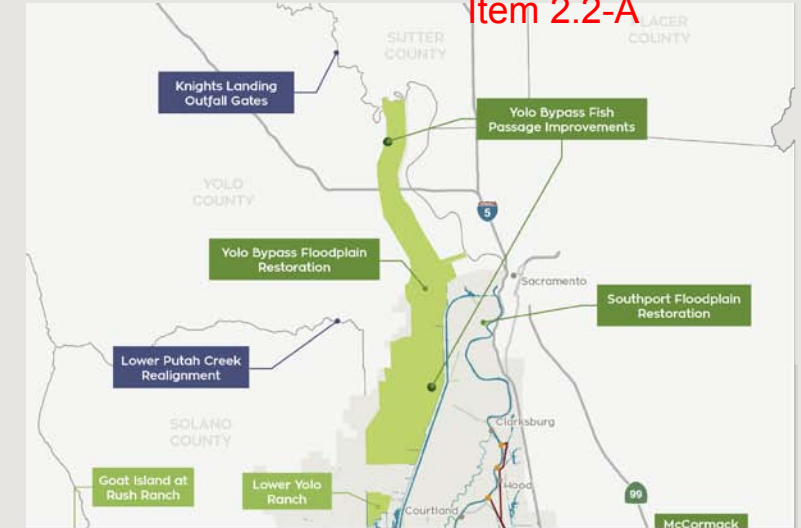 Item 2.2-A
SUTTER
COUNTY
PLACER
COUNTY
Knights Landing
Outfall Gates
Yolo Bypass Fish
Passage Improvements
YOLO
COUNTY
5
Yolo Bypass Floodplain
Restoration
Sacramento
Southport Floodplain
Restoration
Lower Putah Creek
Realignment
SOLANO
COUNTY
Clarksburg
Goat Island at
Rush Ranch
Lower Yolo
Ranch
Hood
99
Courtland
McCormack